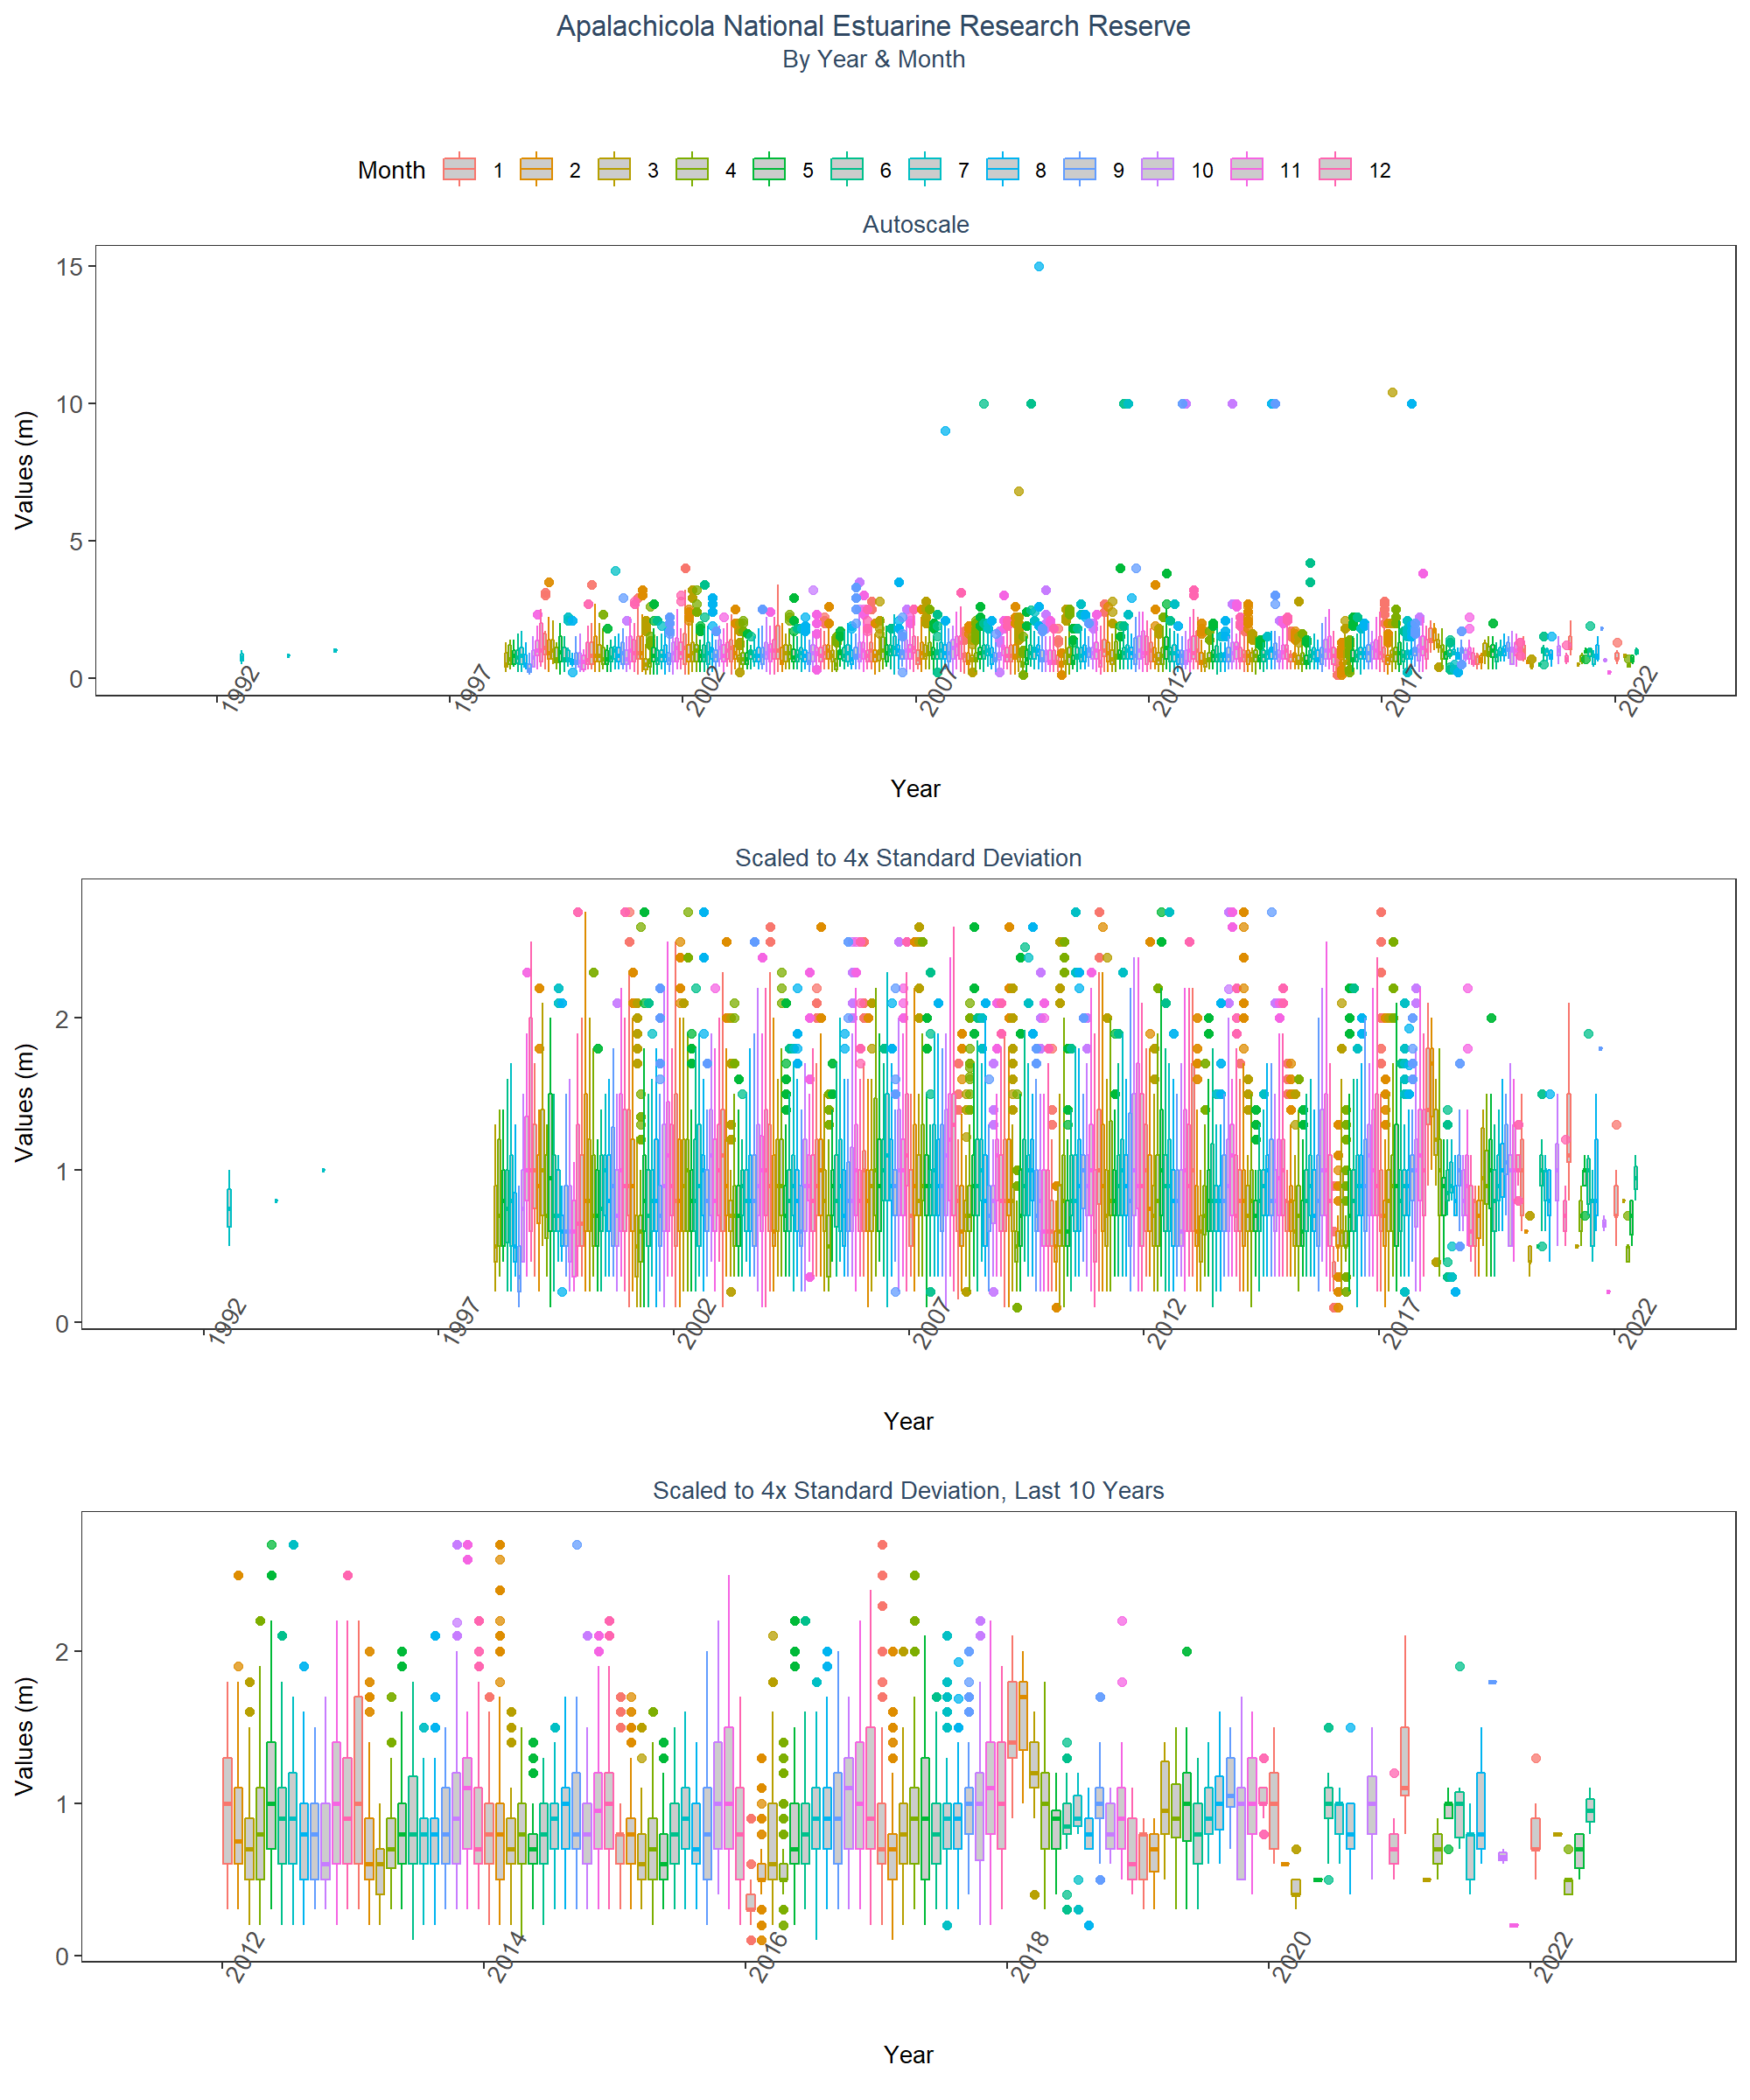 Apalachicola National Estuarine Research Reserve
By Year & Month
Month 1 2 3 4 5 6 7 8 9 10 11 12
Autoscale
Values (m)
15
10
5
0
1992 1997 2002 2007 2012 2017 2022
Year
Scaled to 4x Standard Deviation
Values (m)
2
1
0
1992 1997 2002 2007 2012 2017 2022
Year
Scaled to 4x Standard Deviation, Last 10 Years
Values (m)
2
1
0
2012 2014 2016 2018 2020 2022
Year